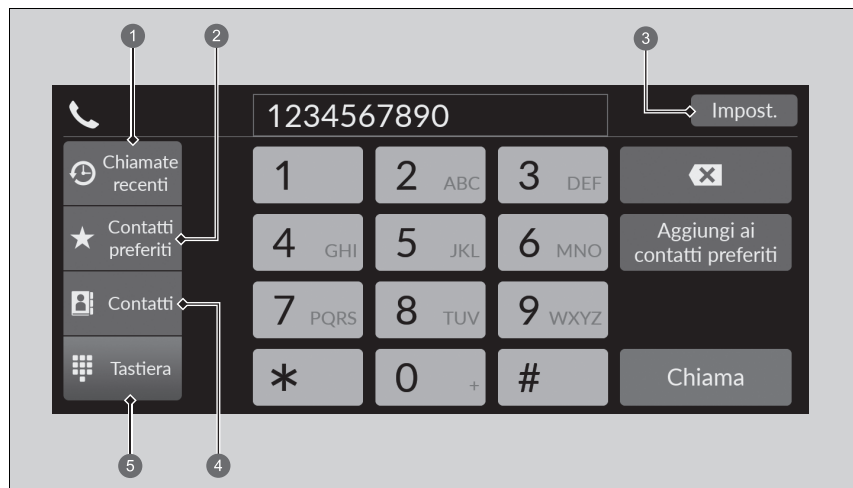 1 2 3
1234567890 Impost.
Chiamate
recenti
Contatti
preferiti
Contatti
Tastiera
1 2 ABC 3 DEF
4 GHI 5 JKL 6 MNO
Aggiungi ai
contatti preferiti
7 PQRS 8 TUV 9 WXYZ
* 0 + # Chiama
5 4